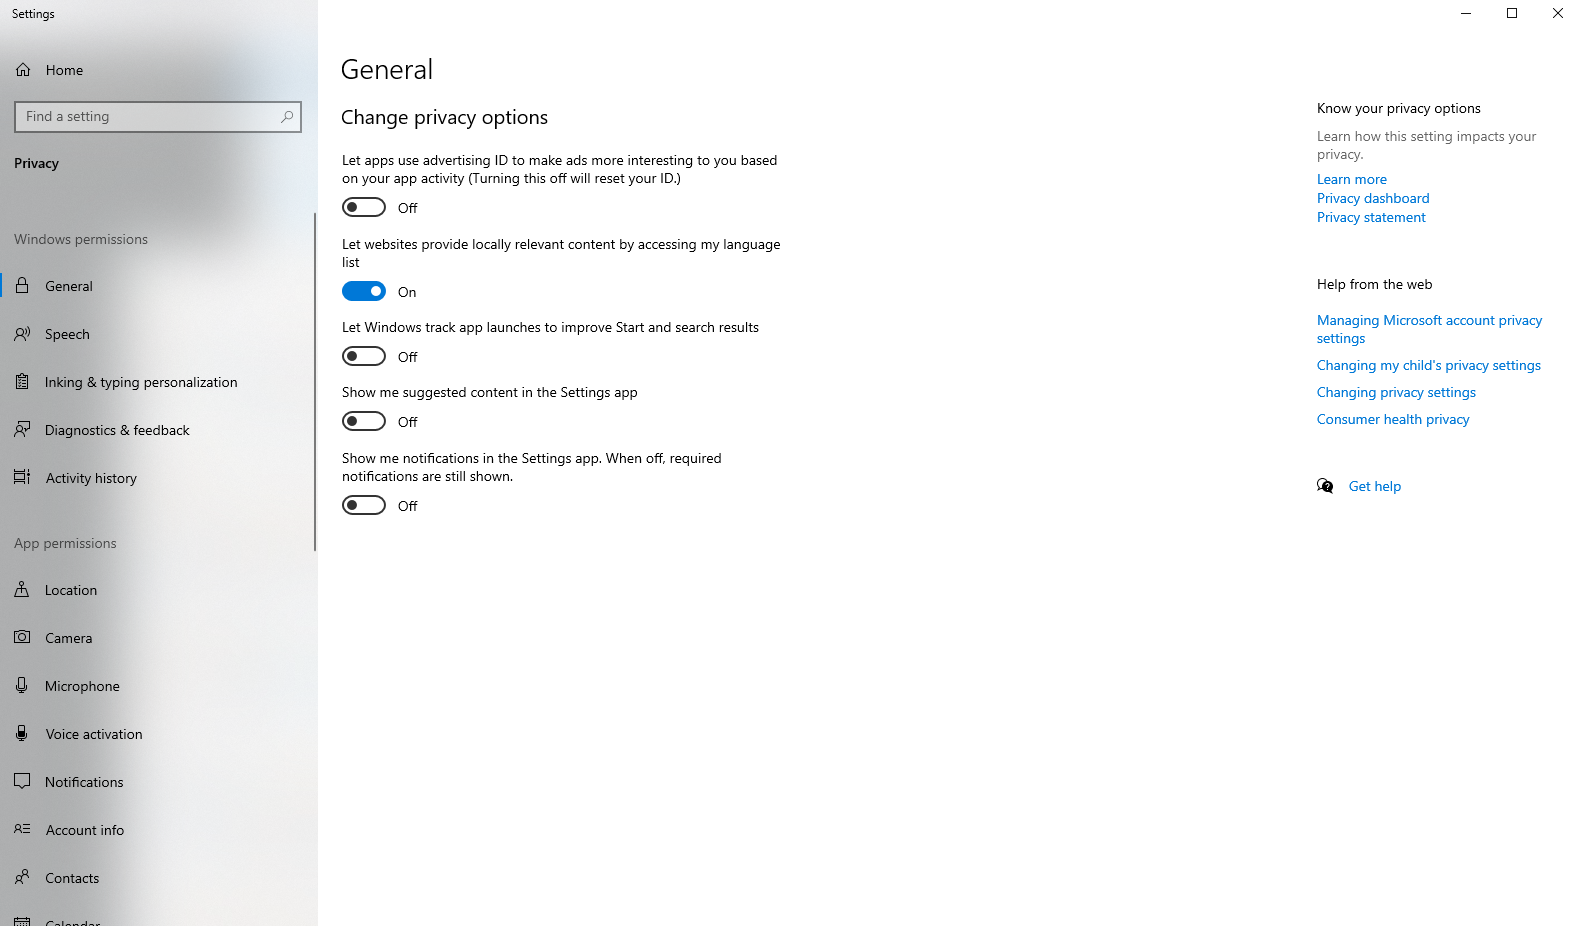 Settings
Home
Find a setting
Privacy
Windows permissions
General
Speech
Inking & typing personalization
Diagnostics & feedback
Activity history
App permissions
Location
Camera
Microphone
Voice activation
Notifications
Account info
Contacts
Calendar
General
Change privacy options
Let apps use advertising ID to make ads more interesting to you based
on your app activity (Turning this off will reset your ID.)
Off
Let websites provide locally relevant content by accessing my language
list
On
Let Windows track app launches to improve Start and search results
Off
Show me suggested content in the Settings app
Off
Show me notifications in the Settings app. When off, required
notifications are still shown.
Off
Know your privacy options
Learn how this setting impacts your
privacy.
Learn more
Privacy dashboard
Privacy statement
Help from the web
Managing Microsoft account privacy
settings
Changing my child's privacy settings
Changing privacy settings
Consumer health privacy
Get help